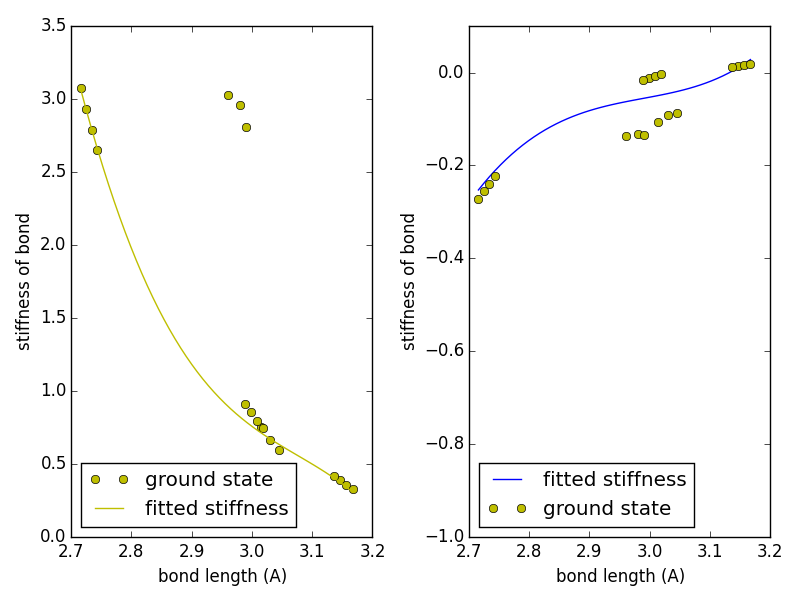 3.5
3.0
2.5
2.0
1.5
1.0
0.5
0.0
stiffness of bond
ground state
fitted stiffness
2.7 2.8 2.9 3.0 3.1 3.2
bond length (A)
0.0
−0.2
−0.4
−0.6
−0.8
−1.0
stiffness of bond
fitted stiffness
ground state
2.7 2.8 2.9 3.0 3.1 3.2
bond length (A)